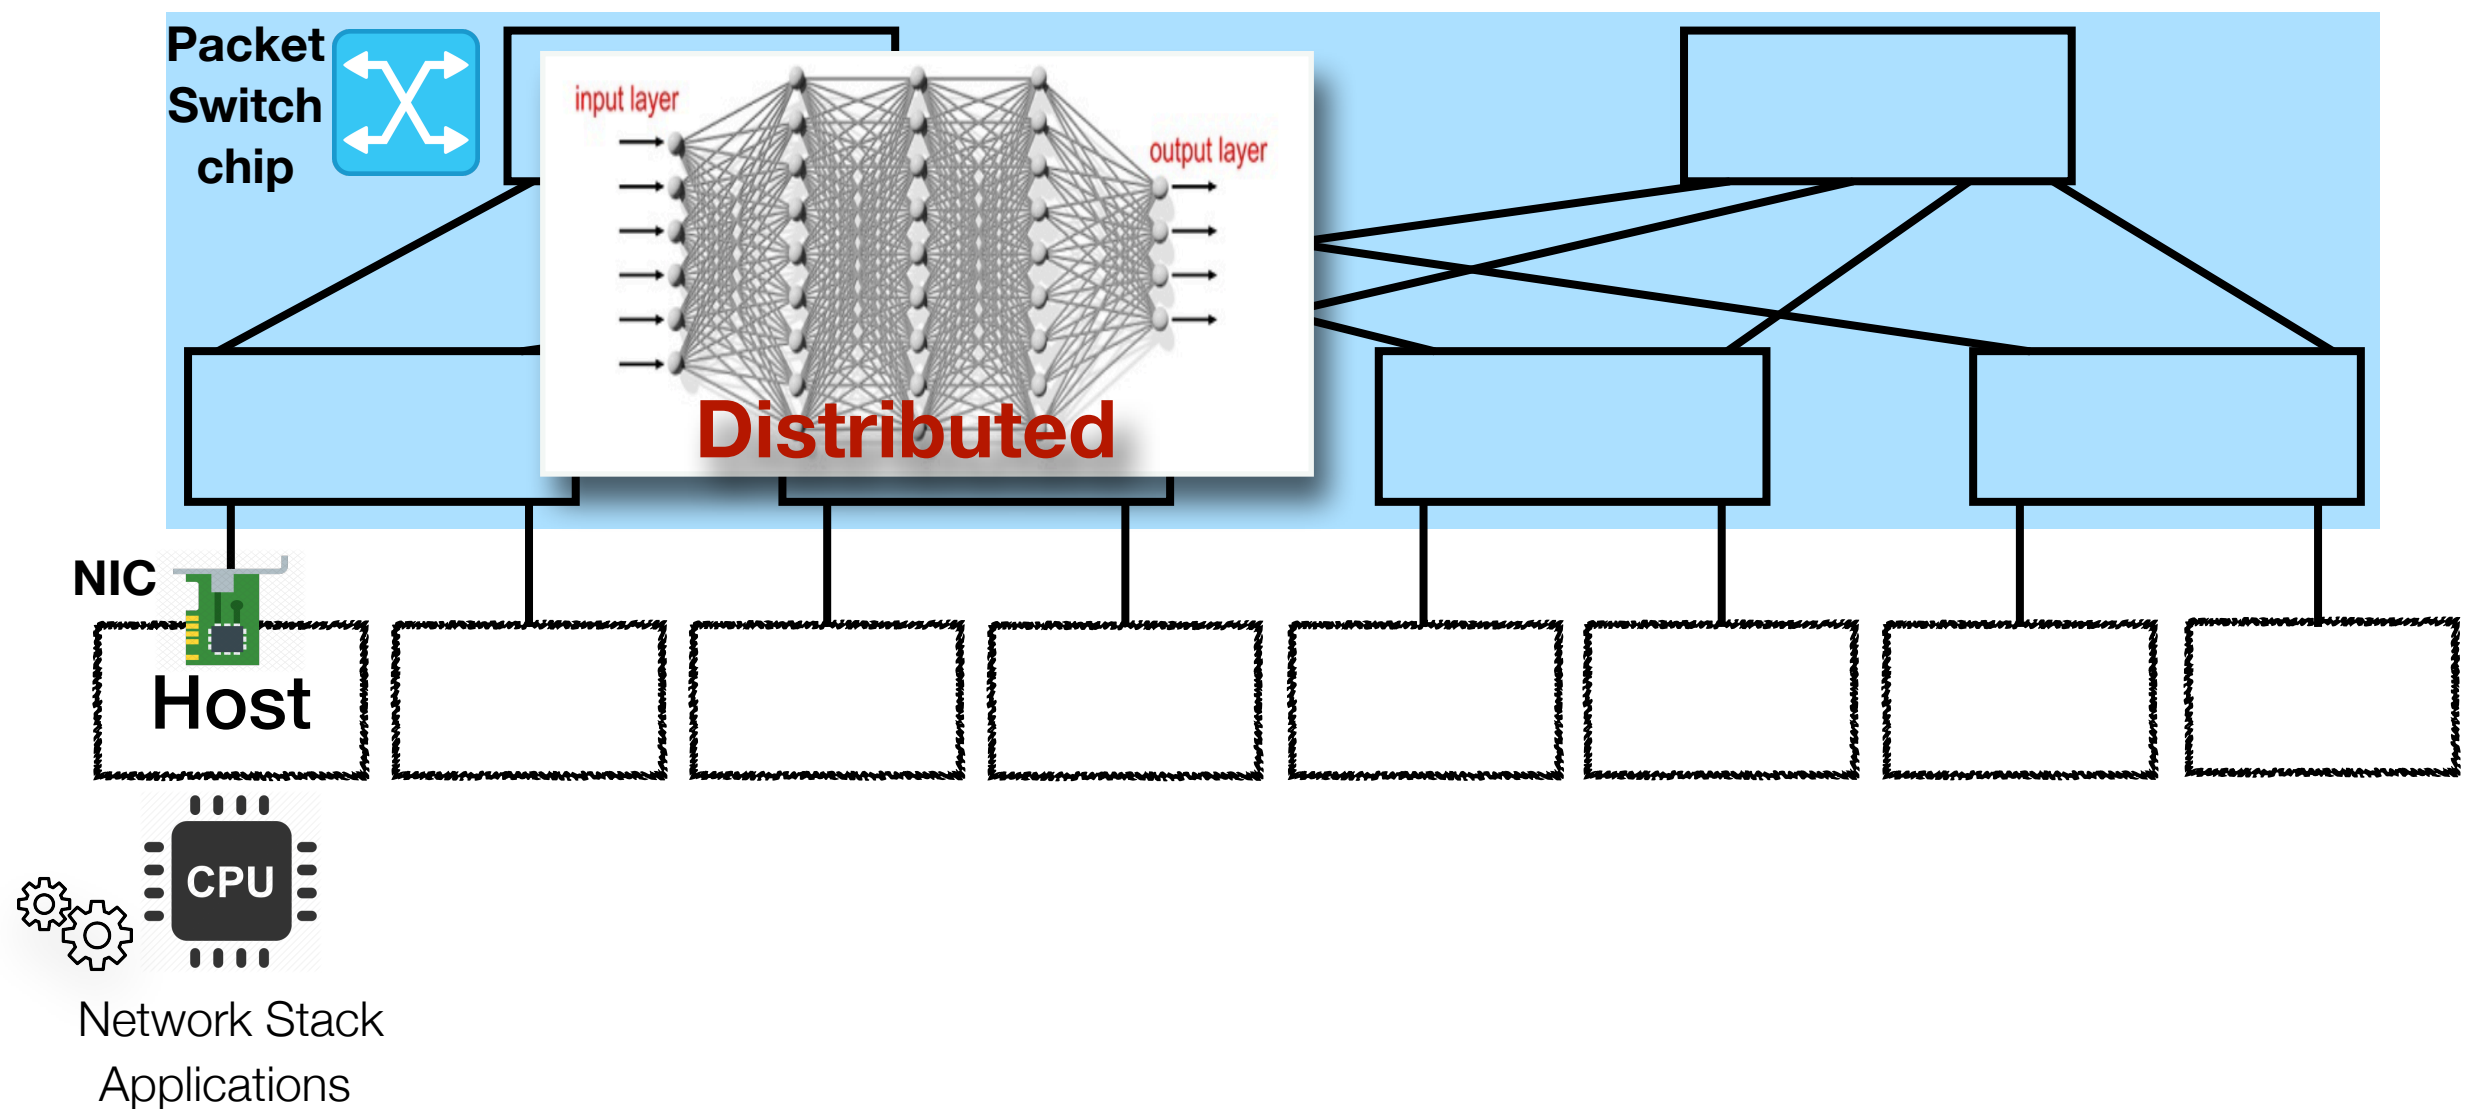 Packet
Switch
chip
input layer
output layer
Distributed
NIC
Host
CPU
Network Stack
Applications